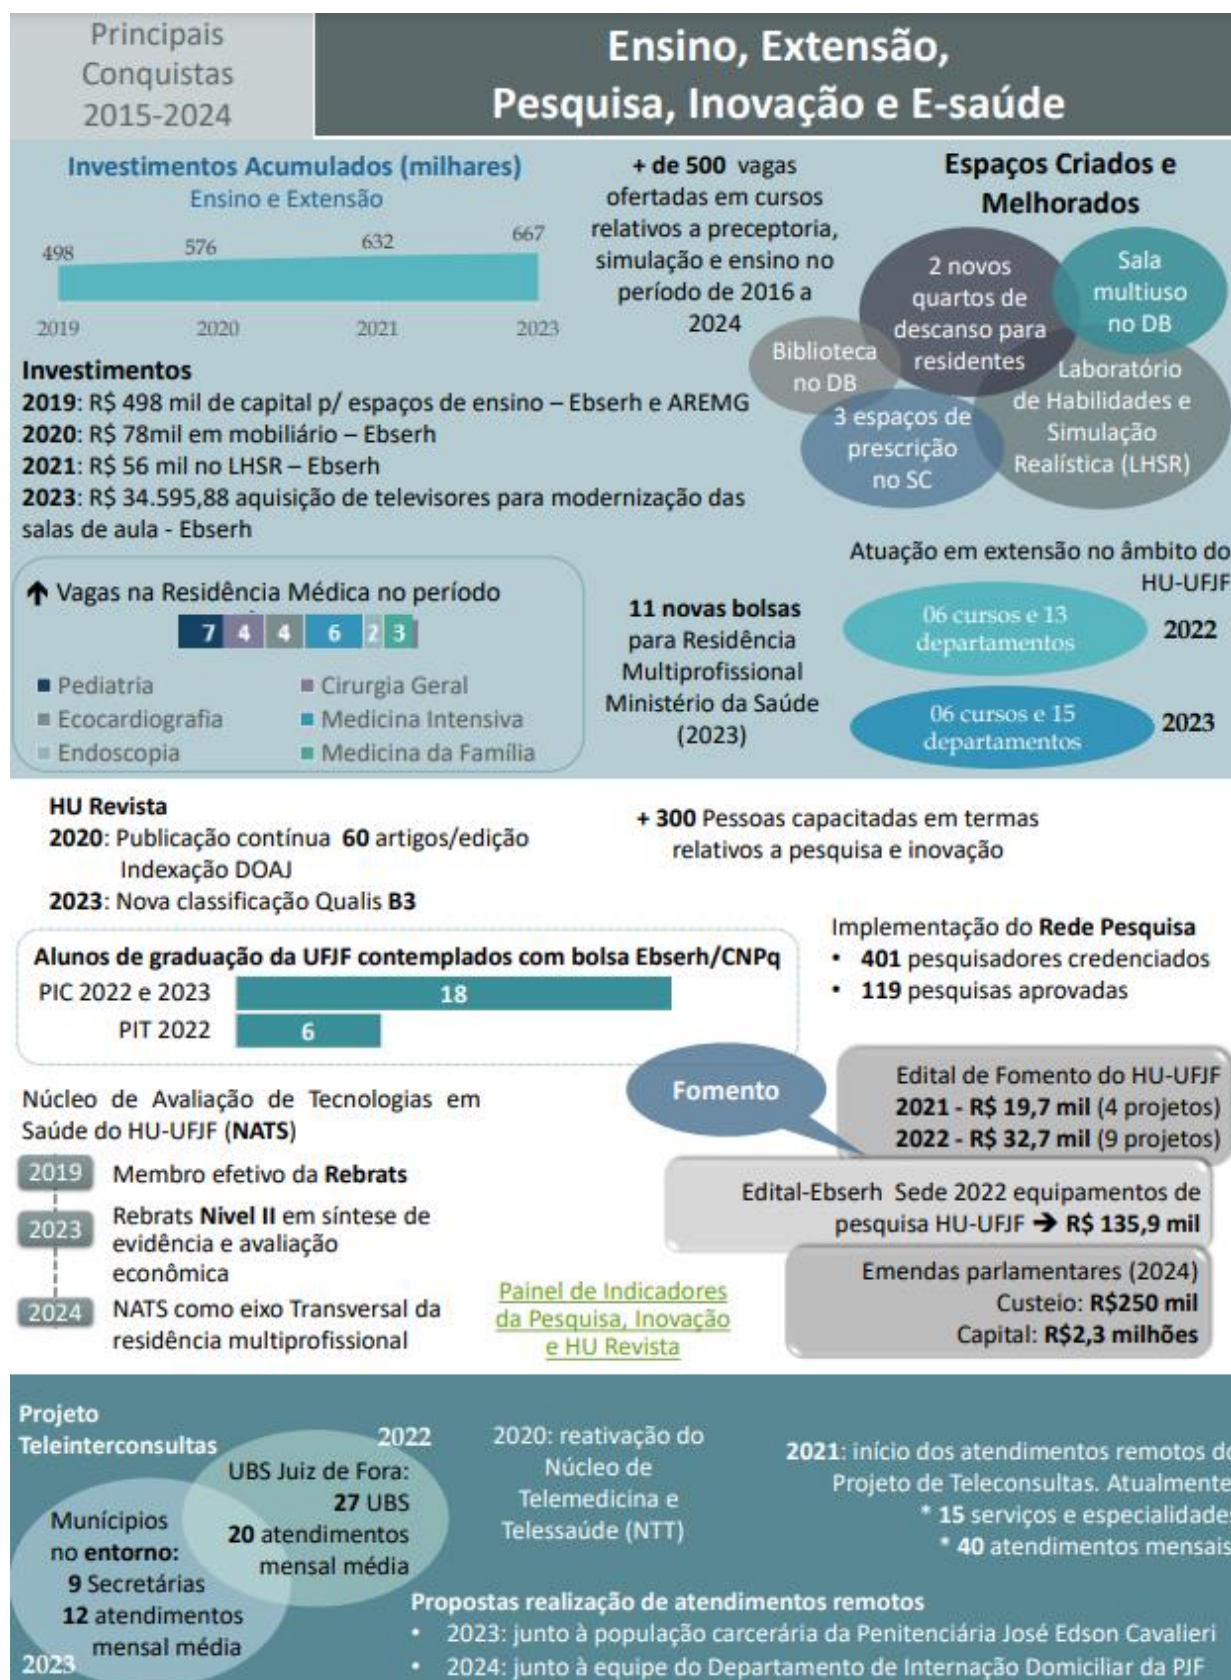 Principais
Conquistas
2015-2024
Ensino, Extensão,
Pesquisa, Inovação e E-saúde
Investimentos Acumulados (milhares)
Ensino e Extensão
498
576
632
667
2019
2020
2021
2023
+ de 500 vagas
ofertadas em cursos
relativos a preceptoria,
simulação e ensino no
período de 2016 a
2024
Espaços Criados e
Melhorados
2 novos
quartos de
descanso para
residentes
Sala
multiuso
no DB
Biblioteca
no DB
3 espaços de
prescrição
no SC
Laboratório
de Habilidades e
Simulação
Realística (LHSR)
Investimentos
2019: R$ 498 mil de capital p/ espaços de ensino – Ebserh e AREMG
2020: R$ 78mil em mobiliário – Ebserh
2021: R$ 56 mil no LHSR – Ebserh
2023: R$ 34.595,88 aquisição de televisores para modernização das
salas de aula - Ebserh
Vagas na Residência Médica no período
7 4 4 6 2 3
Pediatria
Cirurgia Geral
Ecocardiografia
Medicina Intensiva
Endoscopia
Medicina da Família
11 novas bolsas
para Residência
Multiprofissional
Ministério da Saúde
(2023)
Atuação em extensão no âmbito do
HU-UFJF
06 cursos e 13
departamentos
2022
06 cursos e 15
departamentos
2023
HU Revista
2020: Publicação contínua 60 artigos/edição
Indexação DOAJ
2023: Nova classificação Qualis B3
+ 300 Pessoas capacitadas em termas
relativos a pesquisa e inovação
Alunos de graduação da UFJF contemplados com bolsa Ebserh/CNPq
PIC 2022 e 2023
18
PIT 2022
6
Implementação do Rede Pesquisa
• 401 pesquisadores credenciados
• 119 pesquisas aprovadas
Fomento
Edital de Fomento do HU-UFJF
2021 - R$ 19,7 mil (4 projetos)
2022 - R$ 32,7 mil (9 projetos)
Edital-Ebserh Sede 2022 equipamentos de
pesquisa HU-UFJF ➔ R$ 135,9 mil
Emendas parlamentares (2024)
Custeio: R$250 mil
Capital: R$2,3 milhões
Núcleo de Avaliação de Tecnologias em
Saúde do HU-UFJF (NATS)
2019
Membro efetivo da Rebrats
2023
Rebrats Nivel II em síntese de
evidência e avaliação
econômica
2024
NATS como eixo Transversal da
residência multiprofissional
Painel de Indicadores
da Pesquisa, Inovação
e HU Revista
Projeto
Teleinterconsultas
2022
UBS Juiz de Fora:
27 UBS
20 atendimentos
mensal média
Munícipios
no entorno:
9 Secretárias
12 atendimentos
mensal média
2023
2020: reativação do
Núcleo de
Telemedicina e
Telessaúde (NTT)
2021: início dos atendimentos remotos do
Projeto de Teleconsultas. Atualmente
* 15 serviços e especialidades
* 40 atendimentos mensais
Propostas realização de atendimentos remotos
• 2023: junto à população carcerária da Penitenciária José Edson Cavalieri
• 2024: junto à equipe do Departamento de Internação Domiciliar da PJF